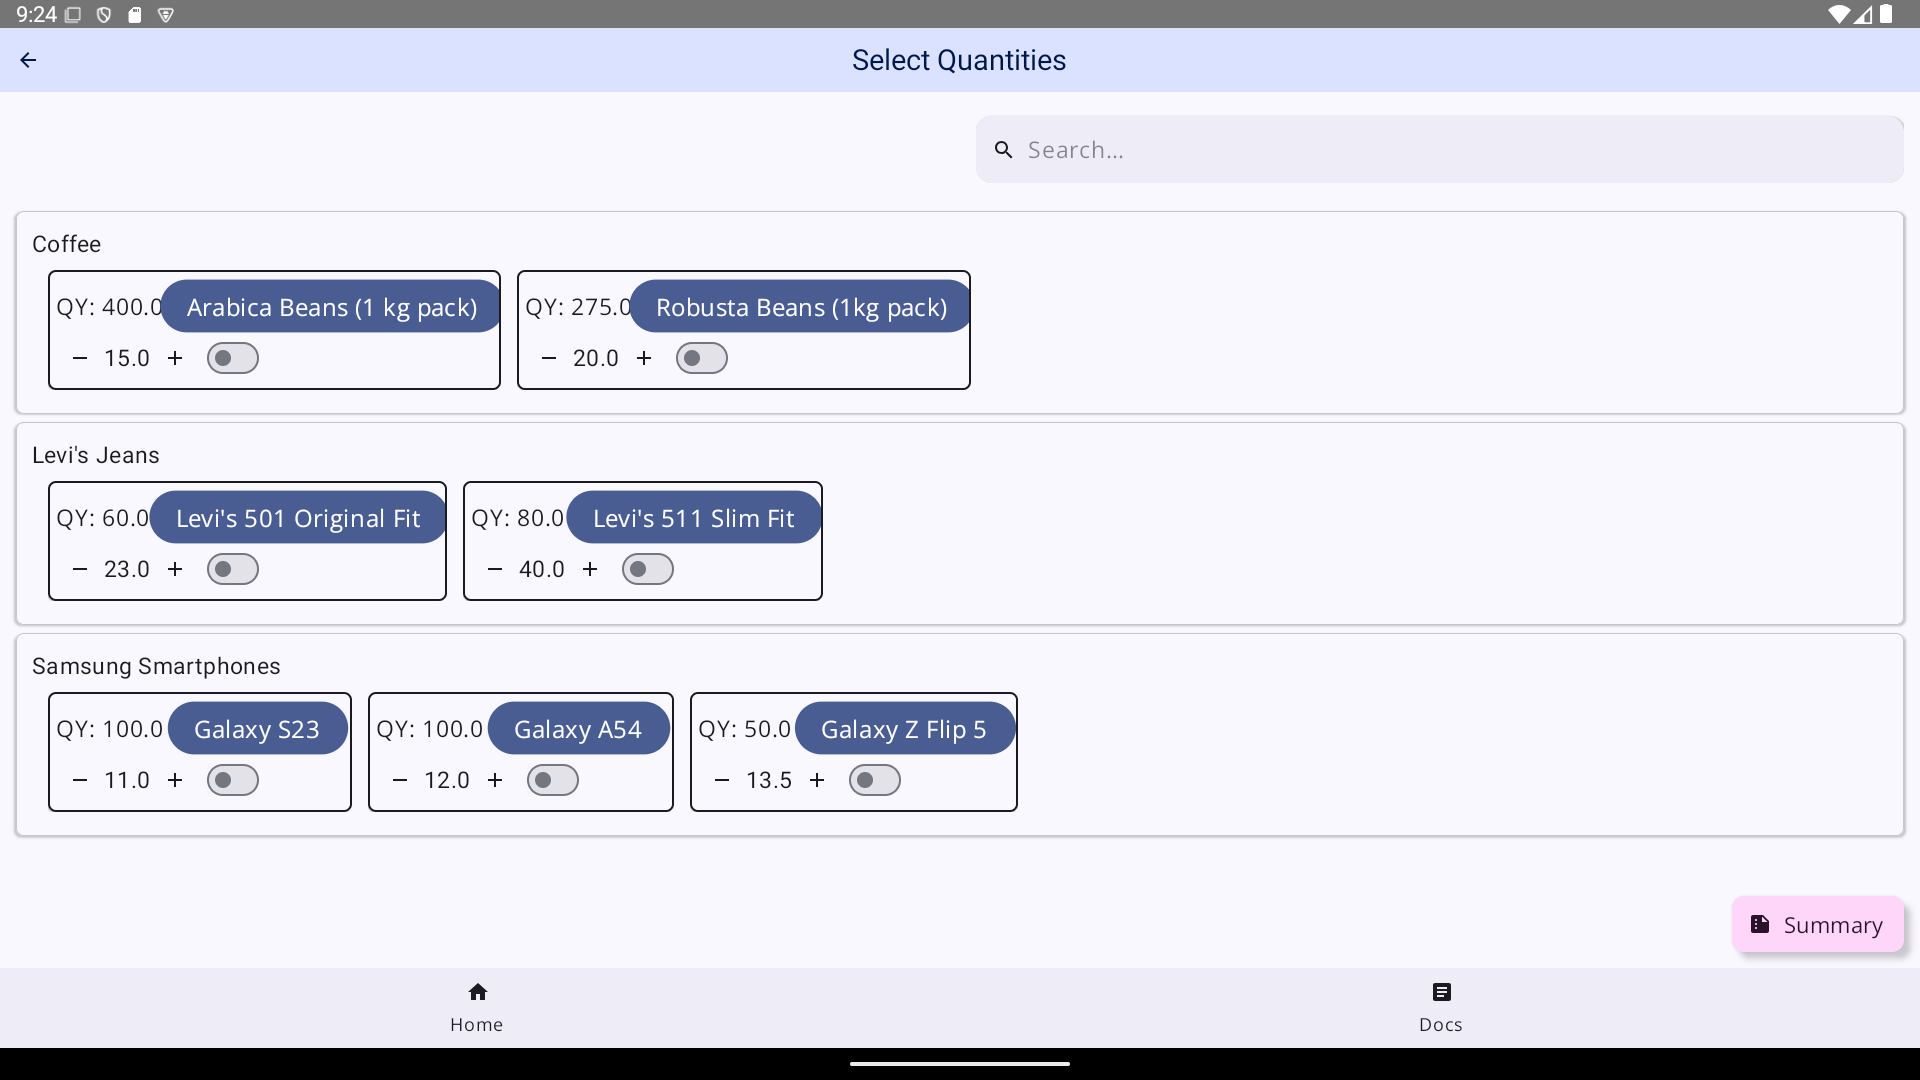 9:24
Select Quantities
Search...
Coffee
QY: 400.0 Arabica Beans (1 kg pack)
− 15.0 +
QY: 275.0 Robusta Beans (1kg pack)
− 20.0 +
Levi's Jeans
QY: 60.0 Levi's 501 Original Fit
− 23.0 +
QY: 80.0 Levi's 511 Slim Fit
− 40.0 +
Samsung Smartphones
QY: 100.0 Galaxy S23
− 11.0 +
QY: 100.0 Galaxy A54
− 12.0 +
QY: 50.0 Galaxy Z Flip 5
− 13.5 +
Summary
Home
Docs